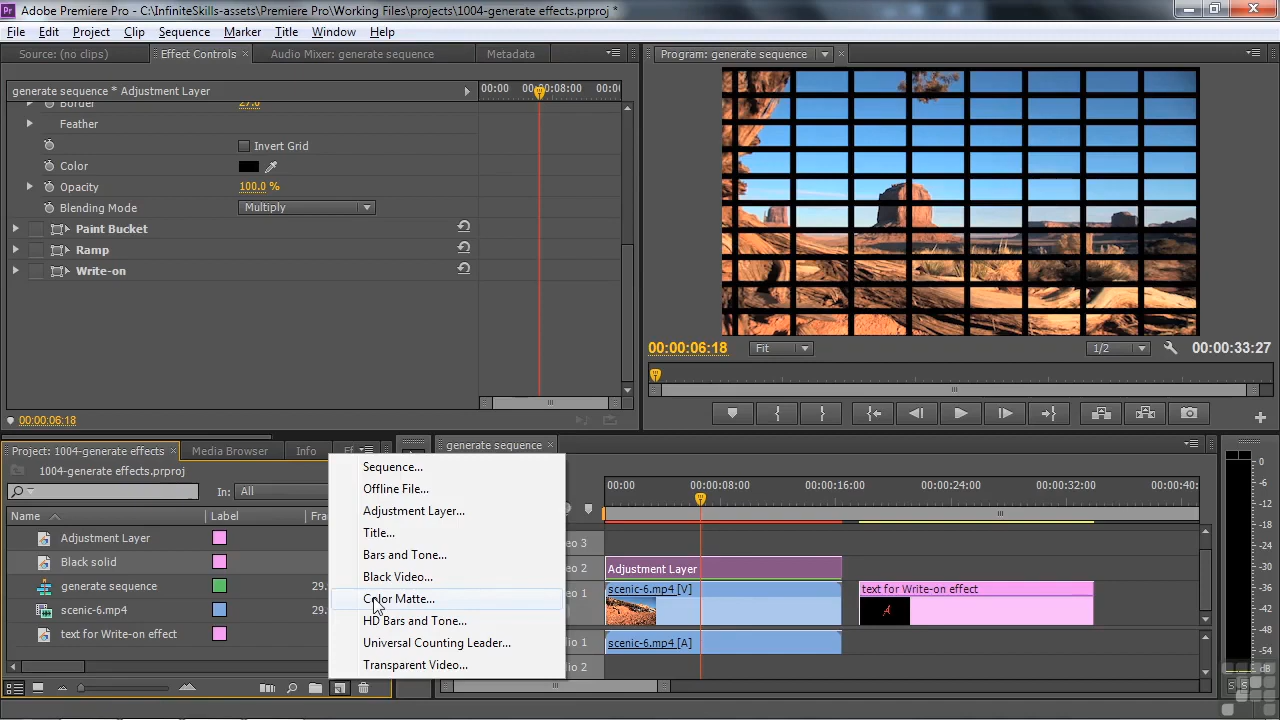 Adobe Premiere Pro - C:\InfiniteSkills-assets\Premiere Pro\Working Files\projects\1004-generate effects.prproj *
File Edit Project Clip Sequence Marker Title Window Help
Source: (no clips) Effect Controls Audio Mixer: generate sequence Metadata
Program: generate sequence
generate sequence * Adjustment Layer
00:00 00:00:08:00
Border 27.0
Feather
Invert Grid
Color
Opacity 100.0 %
Blending Mode Multiply
Paint Bucket
Ramp
Write-on
00:00:06:18
00:00:06:18 Fit 1/2 00:00:33:27
Project: 1004-generate effects Media Browser Info Ef
1004-generate effects.prproj
In: All
Name Label Fra
Adjustment Layer
Black solid
generate sequence 29.
scenic-6.mp4 29.
text for Write-on effect
Sequence...
Offline File...
Adjustment Layer...
Title...
Bars and Tone...
Black Video...
Color Matte...
HD Bars and Tone...
Universal Counting Leader...
Transparent Video...
generate sequence
00:00 00:00:08:00 00:00:16:00 00:00:24:00 00:00:32:00 00:00:40:
eo 3
eo 2 Adjustment Layer
o 1 scenic-6.mp4 [V] text for Write-on effect
io 1 scenic-6.mp4 [A]
io 2
0
-6
-12
-18
-24
-30
-36
-42
-48
-54
dB
S S